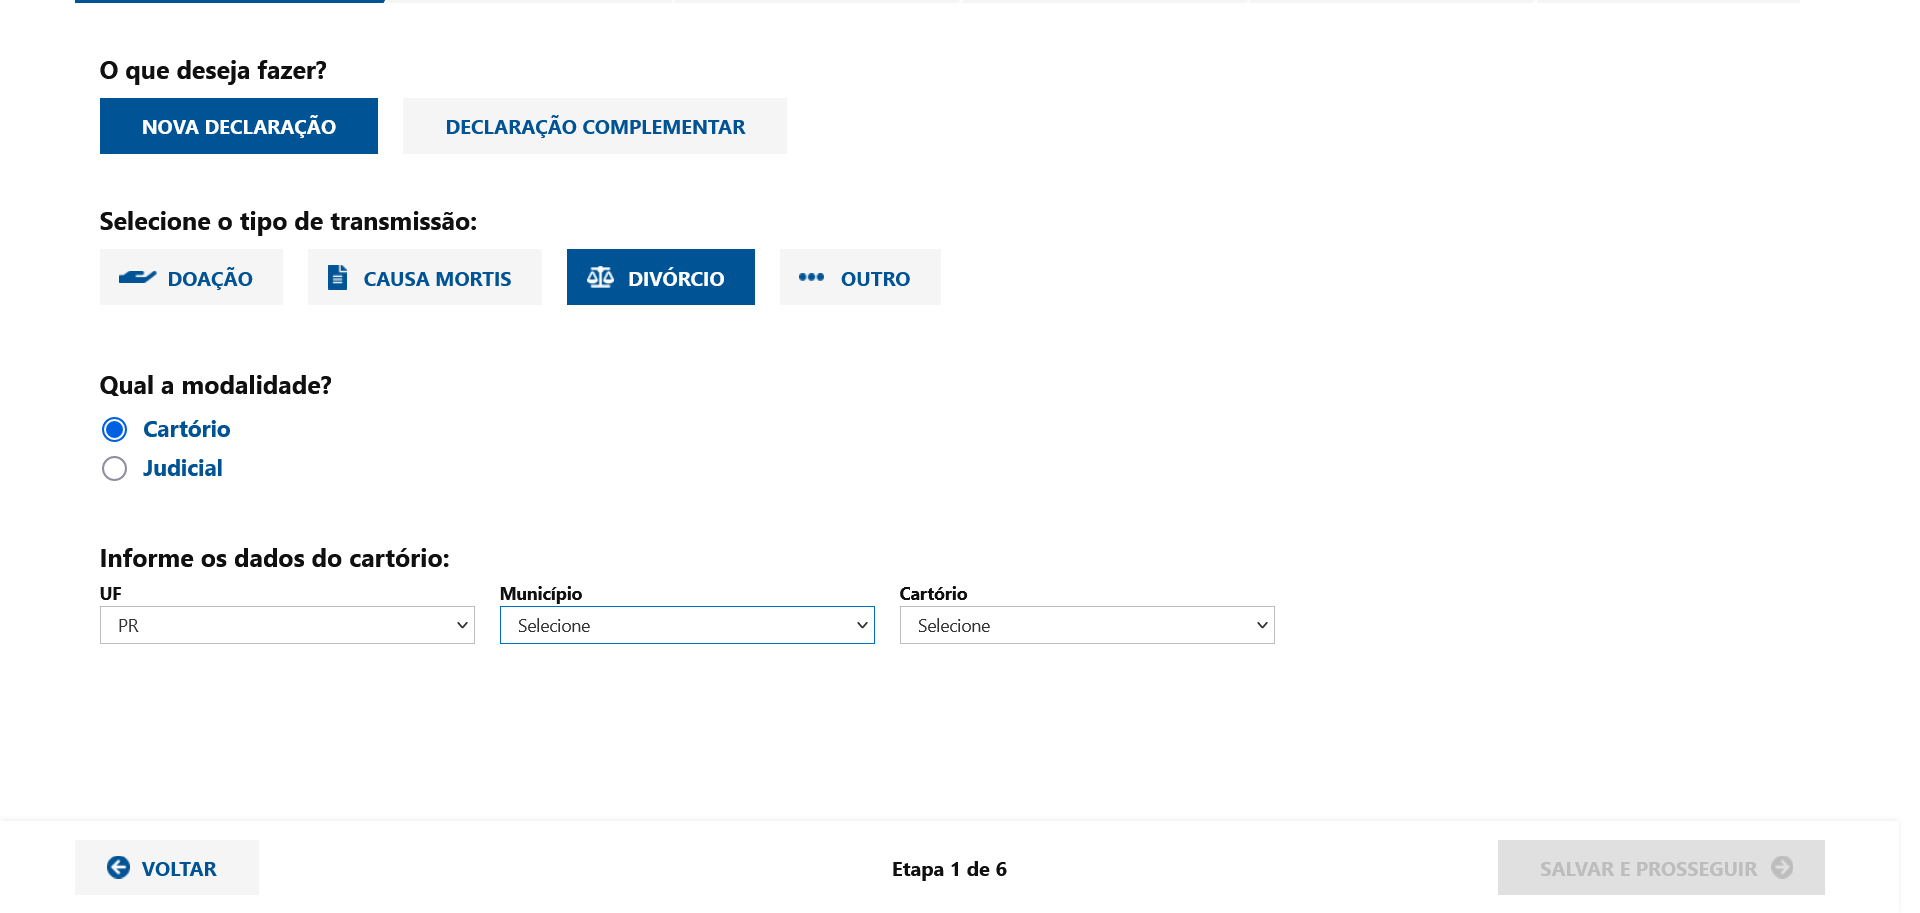 O que deseja fazer?
NOVA DECLARAÇÃO
DECLARAÇÃO COMPLEMENTAR
Selecione o tipo de transmissão:
DOAÇÃO
CAUSA MORTIS
DIVÓRCIO
OUTRO
Qual a modalidade?
Cartório
Judicial
Informe os dados do cartório:
UF
PR
Município
Selecione
Cartório
Selecione
VOLTAR
Etapa 1 de 6
SALVAR E PROSSEGUIR